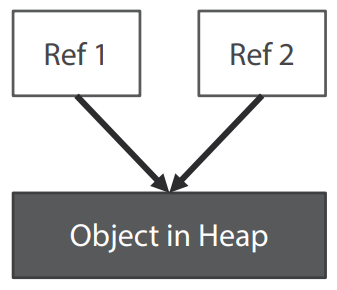 Ref 1
Ref 2
Object in Heap